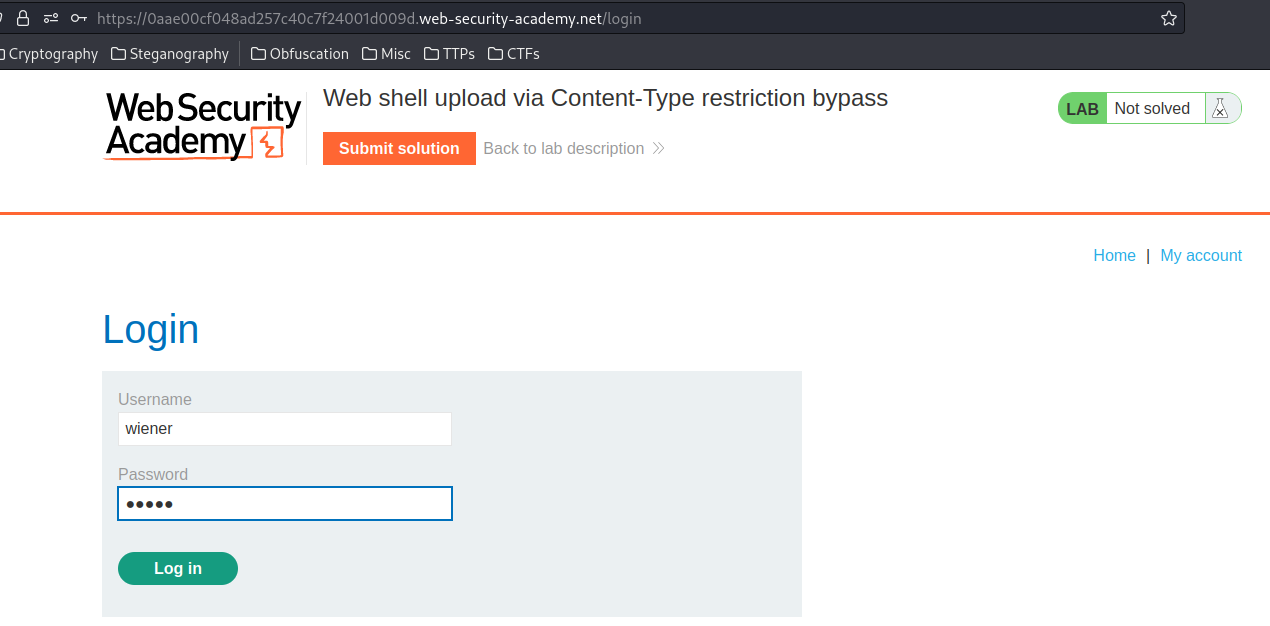 https://0aae00cf048ad257c40c7f24001d009d.web-security-academy.net/login
Cryptography Steganography Obfuscation Misc TTPs CTFs
Web Security
Academy
Web shell upload via Content-Type restriction bypass
LAB Not solved
Submit solution Back to lab description
Home | My account
Login
Username
wiener
Password
•••••
Log in